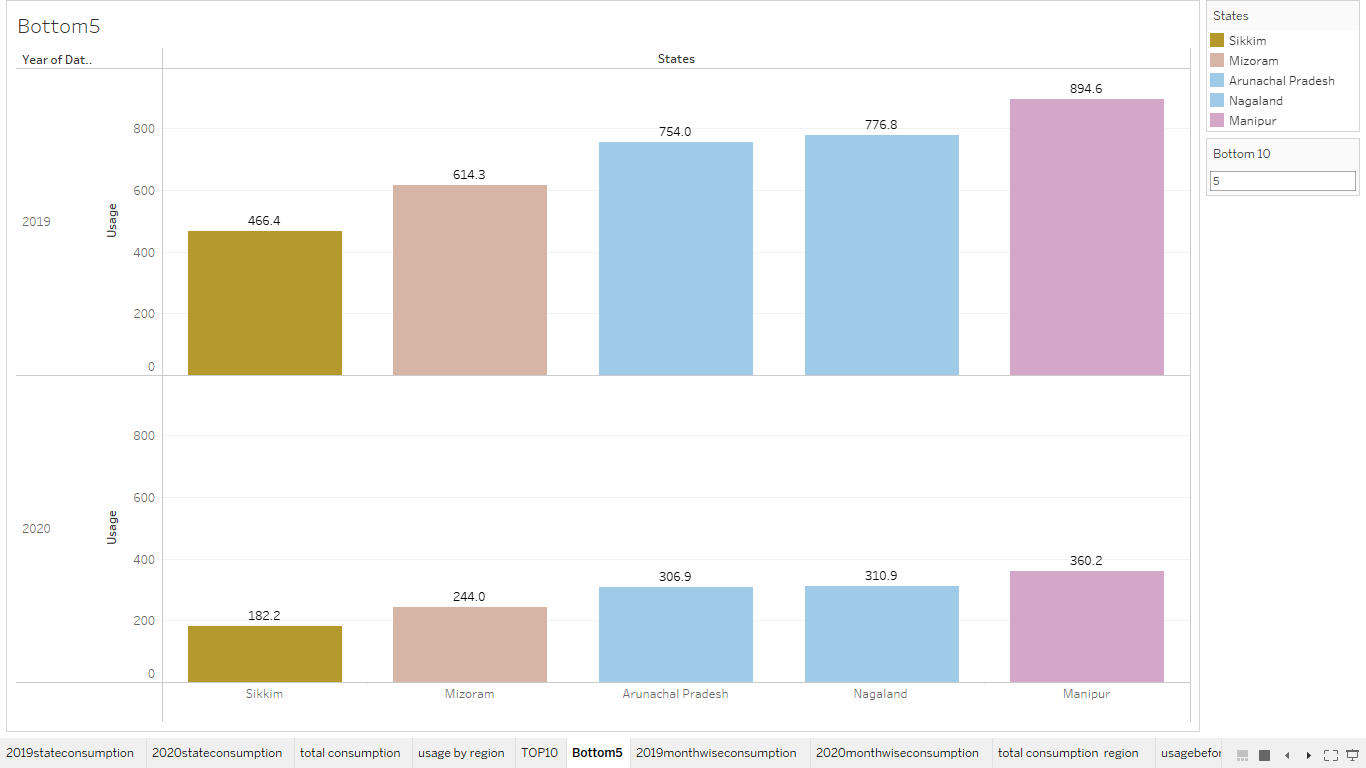 Bottom5
Year of Dat..
States
2019
Usage
800
600
400
200
0
466.4
614.3
754.0
776.8
894.6
2020
Usage
800
600
400
200
0
182.2
244.0
306.9
310.9
360.2
Sikkim
Mizoram
Arunachal Pradesh
Nagaland
Manipur
States
Sikkim
Mizoram
Arunachal Pradesh
Nagaland
Manipur
Bottom 10
5
2019stateconsumption
2020stateconsumption
total consumption
usage by region
TOP10
Bottom5
2019monthwiseconsumption
2020monthwiseconsumption
total consumption region
usagebefor